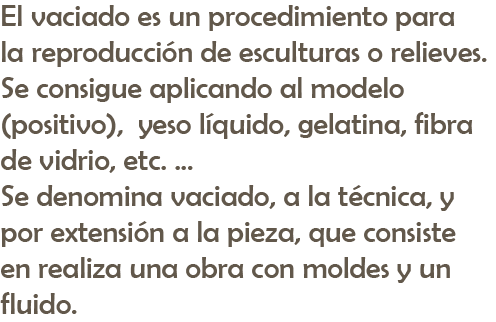 El vaciado es un procedimiento para
la reproducción de esculturas o relieves.
Se consigue aplicando al modelo
(positivo), yeso líquido, gelatina, fibra
de vidrio, etc. ...
Se denomina vaciado, a la técnica, y
por extensión a la pieza, que consiste
en realiza una obra con moldes y un
fluido.